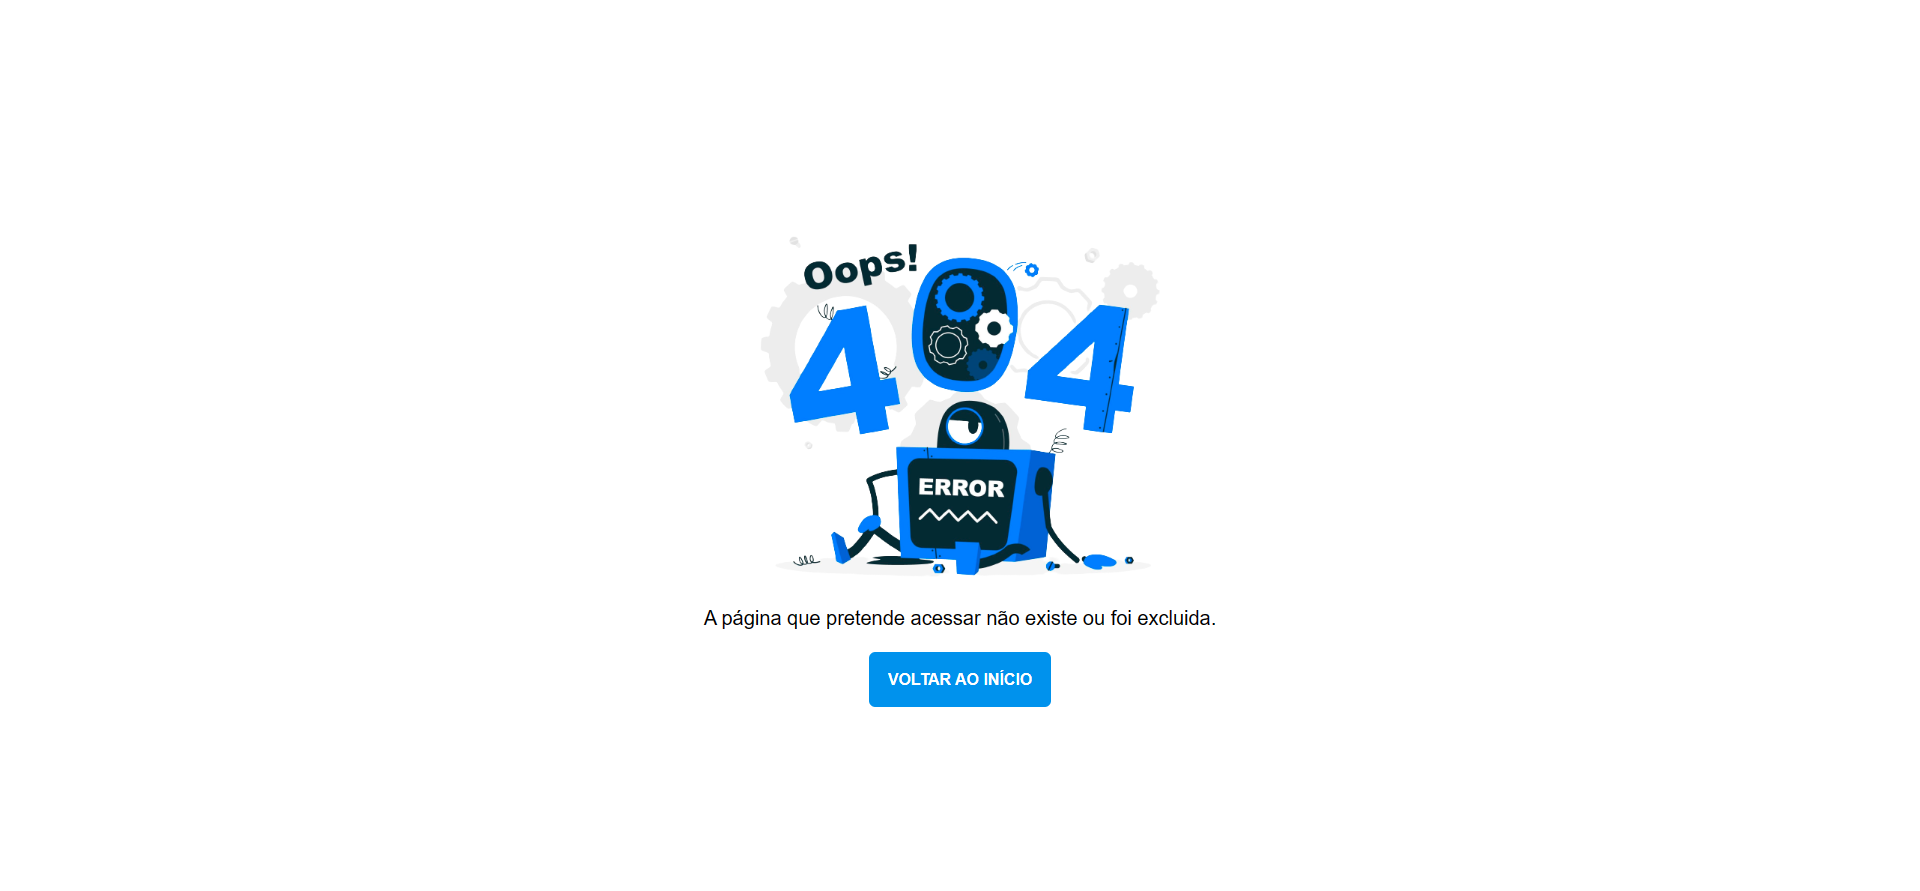 Oops!
404
ERROR
A página que pretende acessar não existe ou foi excluida.
VOLTAR AO INÍCIO